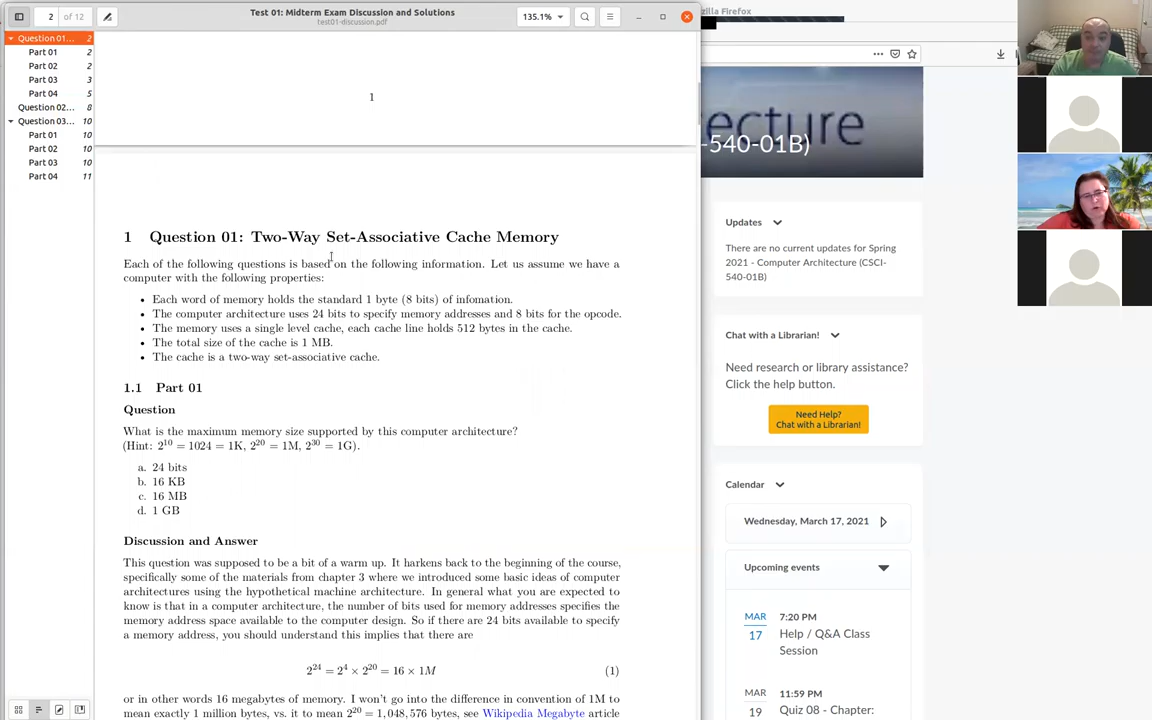 2 of 12
Test 01: Midterm Exam Discussion and Solutions
test01-discussion.pdf
135.1%
zilla Firefox
Question 01... 2
Part 01 2
Part 02 2
Part 03 3
Part 04 5
Question 02... 8
Question 03... 10
Part 01 10
Part 02 10
Part 03 10
Part 04 11
1
1 Question 01: Two-Way Set-Associative Cache Memory
Each of the following questions is based on the following information. Let us assume we have a
computer with the following properties:
• Each word of memory holds the standard 1 byte (8 bits) of infomation.
• The computer architecture uses 24 bits to specify memory addresses and 8 bits for the opcode.
• The memory uses a single level cache, each cache line holds 512 bytes in the cache.
• The total size of the cache is 1 MB.
• The cache is a two-way set-associative cache.
1.1 Part 01
Question
What is the maximum memory size supported by this computer architecture?
(Hint: 2^10 = 1024 = 1K, 2^20 = 1M, 2^30 = 1G).
a. 24 bits
b. 16 KB
c. 16 MB
d. 1 GB
Discussion and Answer
This question was supposed to be a bit of a warm up. It harkens back to the beginning of the course,
specifically some of the materials from chapter 3 where we introduced some basic ideas of computer
architectures using the hypothetical machine architecture. In general what you are expected to
know is that in a computer architecture, the number of bits used for memory addresses specifies the
memory address space available to the computer design. So if there are 24 bits available to specify
a memory address, you should understand this implies that there are
2^24 = 2^4 × 2^20 = 16 × 1M (1)
or in other words 16 megabytes of memory. I won't go into the difference in convention of 1M to
mean exactly 1 million bytes, vs. it to mean 2^20 = 1,048,576 bytes, see Wikipedia Megabyte article
ecture
-540-01B)
Updates
There are no current updates for Spring
2021 - Computer Architecture (CSCI-
540-01B)
Chat with a Librarian!
Need research or library assistance?
Click the help button.
Need Help?
Chat with a Librarian!
Calendar
Wednesday, March 17, 2021
Upcoming events
MAR
17
7:20 PM
Help / Q&A Class
Session
MAR
19
11:59 PM
Quiz 08 - Chapter: